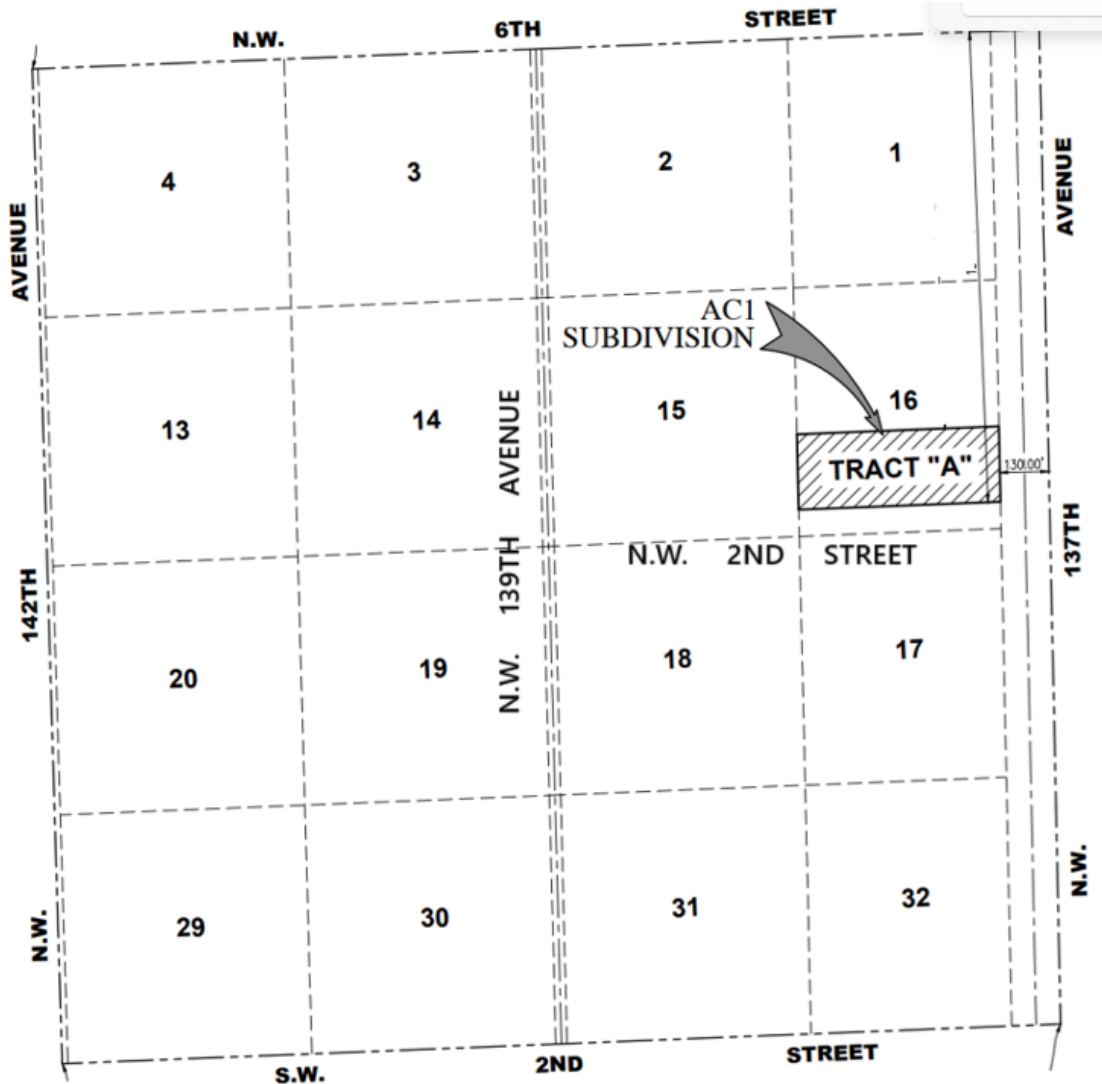 N.W. 6TH STREET
AVENUE
142TH
N.W.
4
3
2
1
AVENUE
137TH
N.W.
AC1
SUBDIVISION
13
14
15
16
TRACT "A"
130.00'
N.W. 139TH AVENUE
N.W. 2ND STREET
20
19
18
17
29
30
31
32
S.W. 2ND STREET